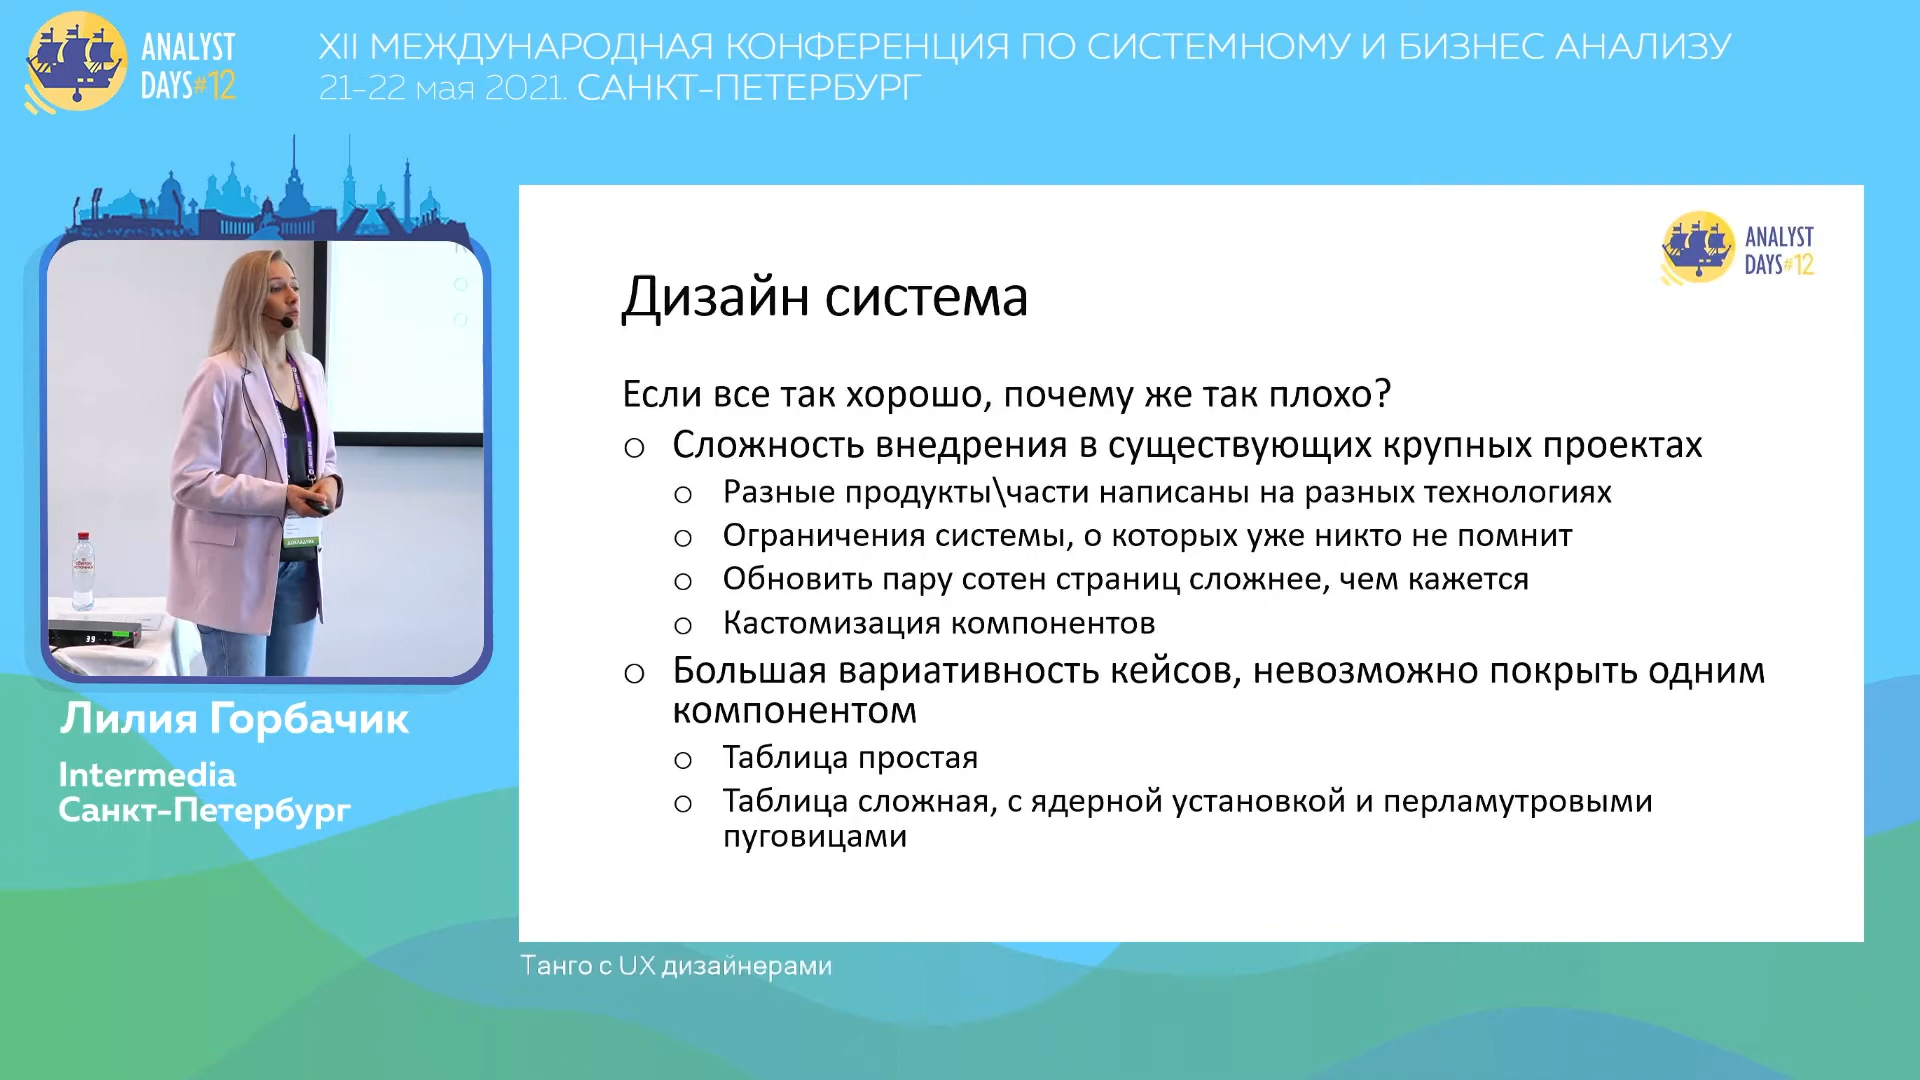 ANALYST
DAYS#12
XII МЕЖДУНАРОДНАЯ КОНФЕРЕНЦИЯ ПО СИСТЕМНОМУ И БИЗНЕС АНАЛИЗУ
21-22 мая 2021. САНКТ-ПЕТЕРБУРГ
ANALYST
DAYS#12
Дизайн система
Если все так хорошо, почему же так плохо?
Сложность внедрения в существующих крупных проектах
Разные продукты\части написаны на разных технологиях
Ограничения системы, о которых уже никто не помнит
Обновить пару сотен страниц сложнее, чем кажется
Кастомизация компонентов
Большая вариативность кейсов, невозможно покрыть одним
компонентом
Таблица простая
Таблица сложная, с ядерной установкой и перламутровыми
пуговицами
39
Лилия Горбачик
Intermedia
Санкт-Петербург
Танго с UX дизайнерами